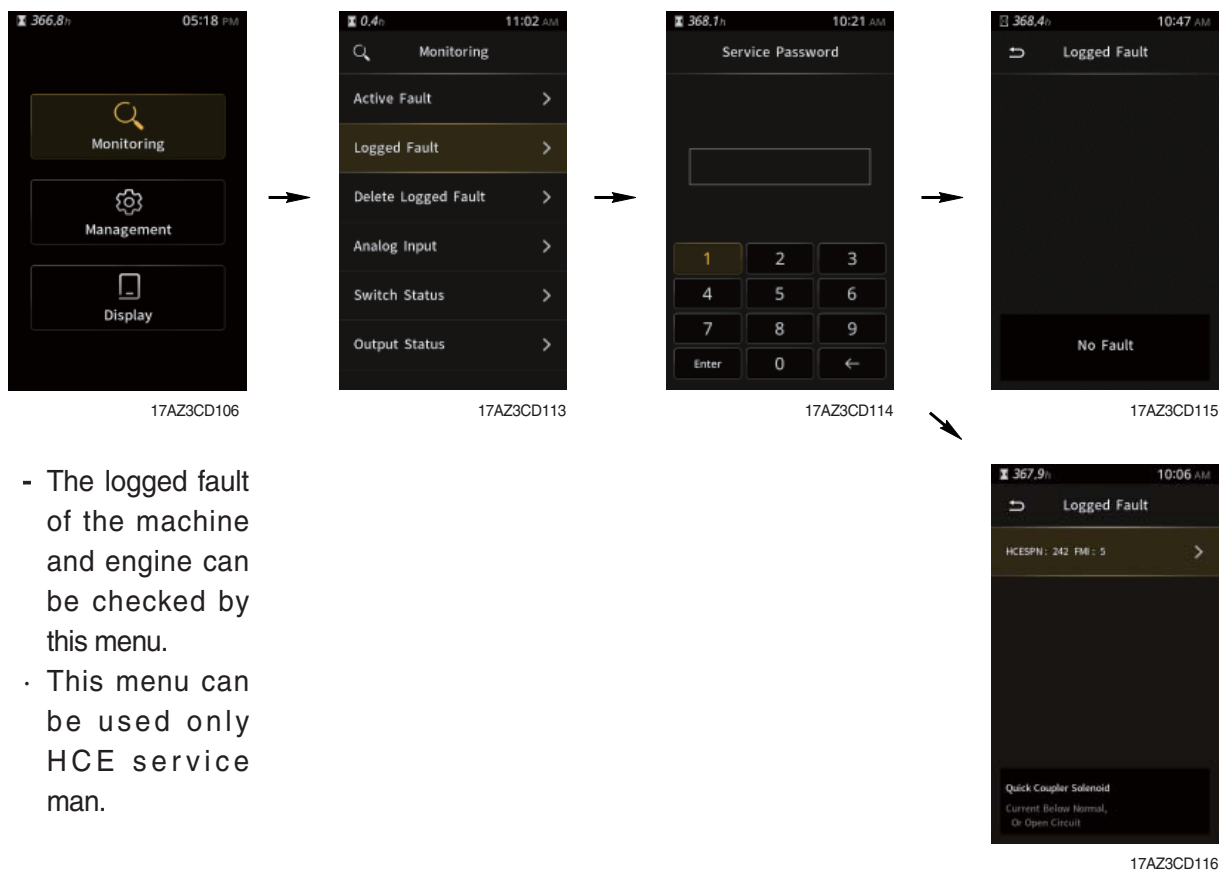 366.8h 05:18 PM
Monitoring
Management
Display
17AZ3CD106
0.4h 11:02 AM
Monitoring
Active Fault
Logged Fault
Delete Logged Fault
Analog Input
Switch Status
Output Status
17AZ3CD113
368.1h 10:21 AM
Service Password
1 2 3
4 5 6
7 8 9
Enter 0 ←
17AZ3CD114
368.4h 10:47 AM
Logged Fault
No Fault
17AZ3CD115
367.9h 10:06 AM
Logged Fault
HCESPN : 242 FMI : 5
Quick Coupler Solenoid
Current Below Normal,
Or Open Circuit
17AZ3CD116
- The logged fault
of the machine
and engine can
be checked by
this menu.
· This menu can
be used only
HCE service
man.